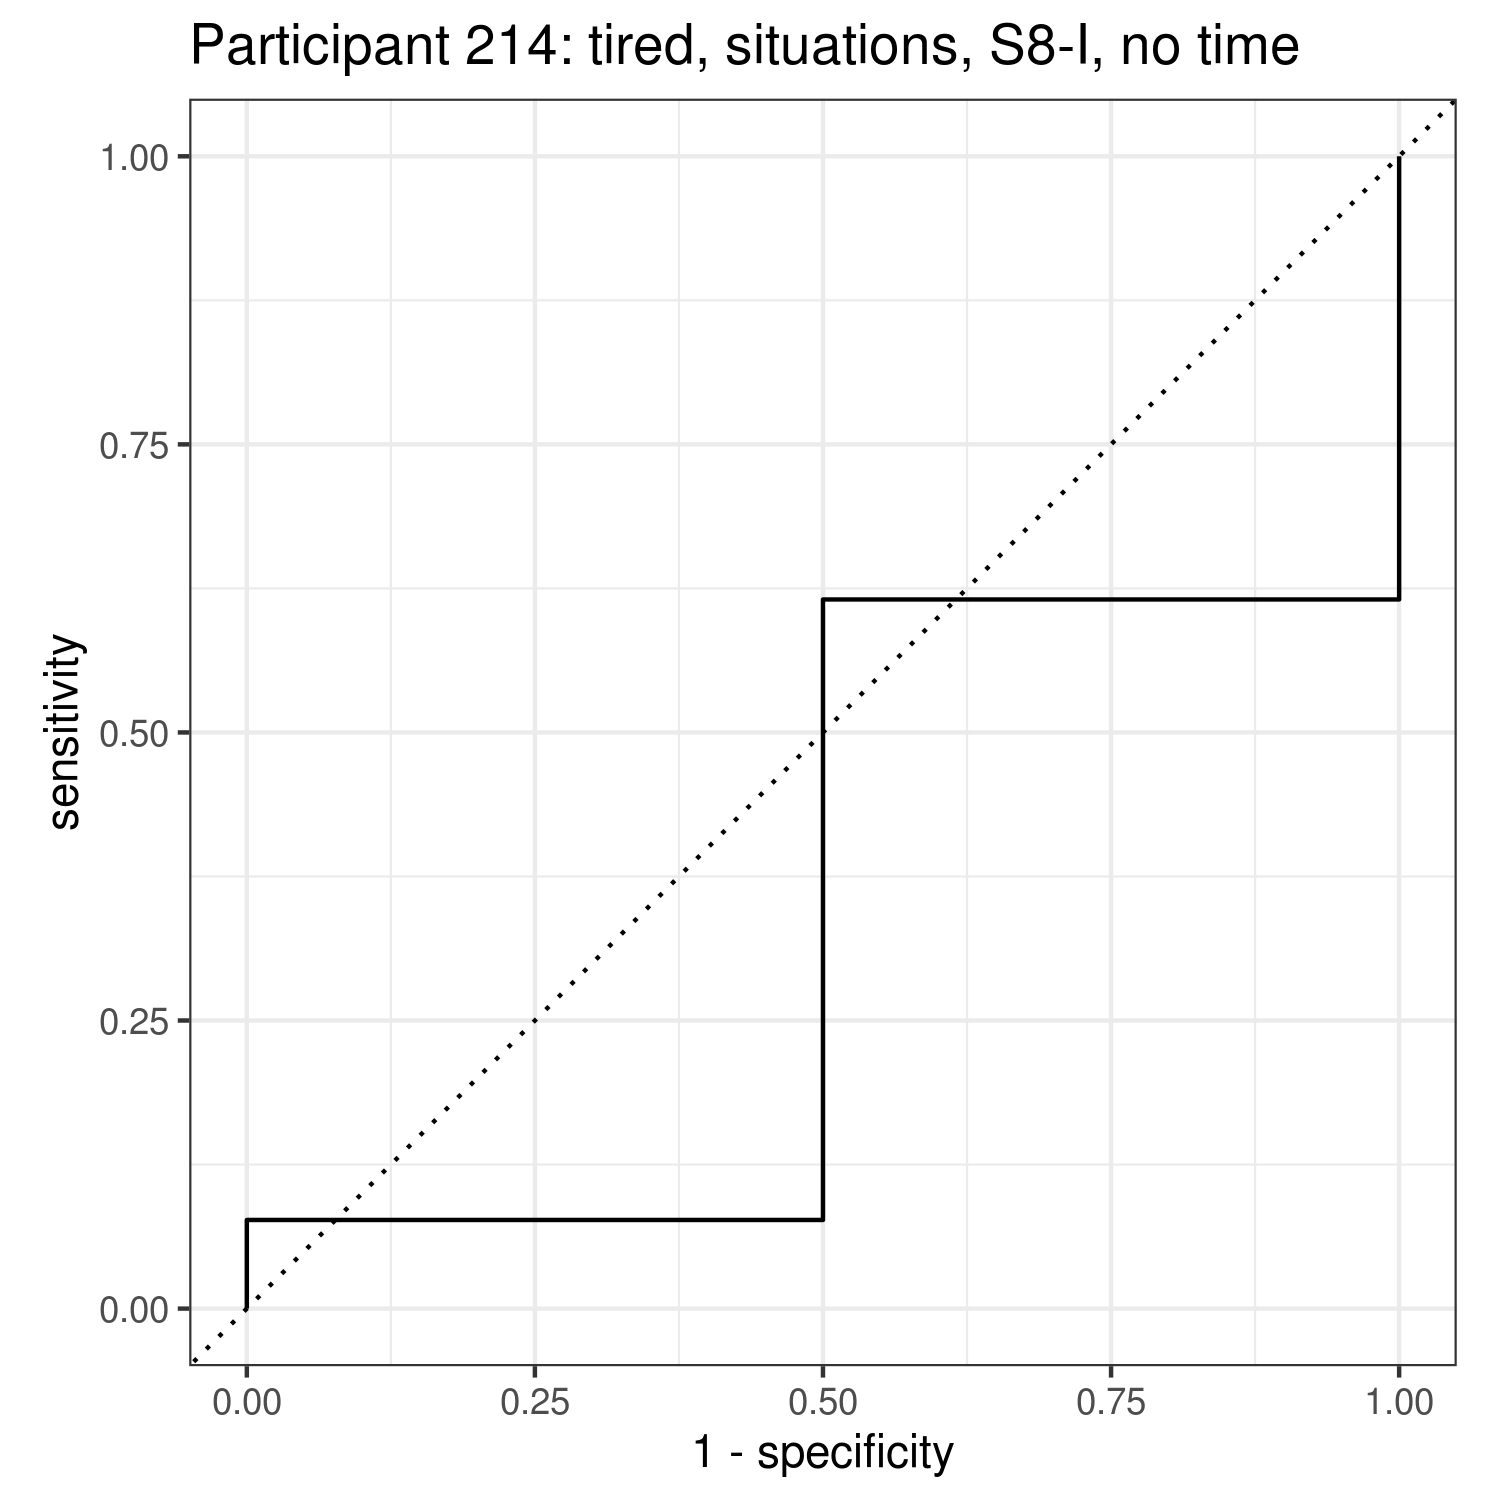 Participant 214: tired, situations, S8-I, no time
1.00
0.75
0.50
0.25
0.00
sensitivity
0.00 0.25 0.50 0.75 1.00
1 - specificity